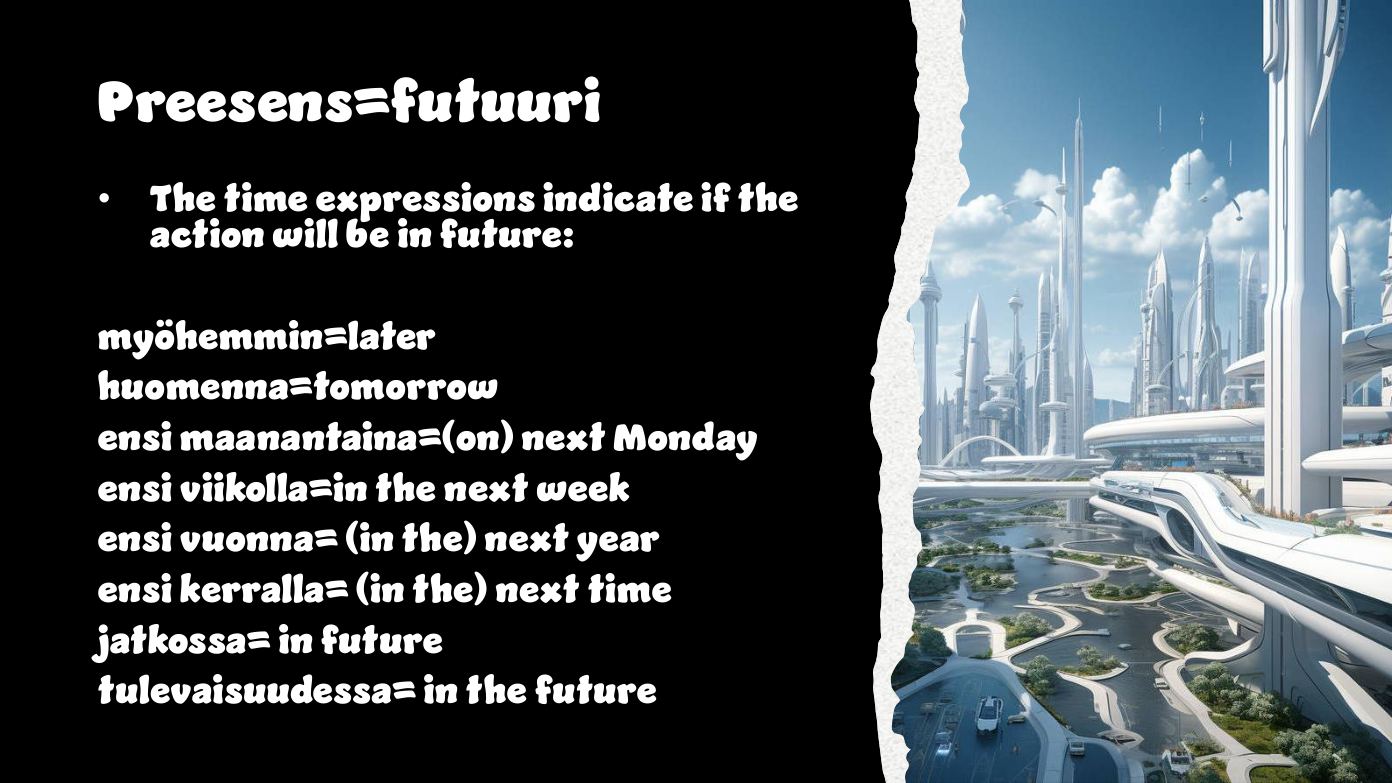 Preesens=futuuri
• The time expressions indicate if the
action will be in future:
myöhemmin=later
huomenna=tomorrow
ensi maanantaina=(on) next Monday
ensi viikolla=in the next week
ensi vuonna= (in the) next year
ensi kerralla= (in the) next time
jatkossa= in future
tulevaisuudessa= in the future